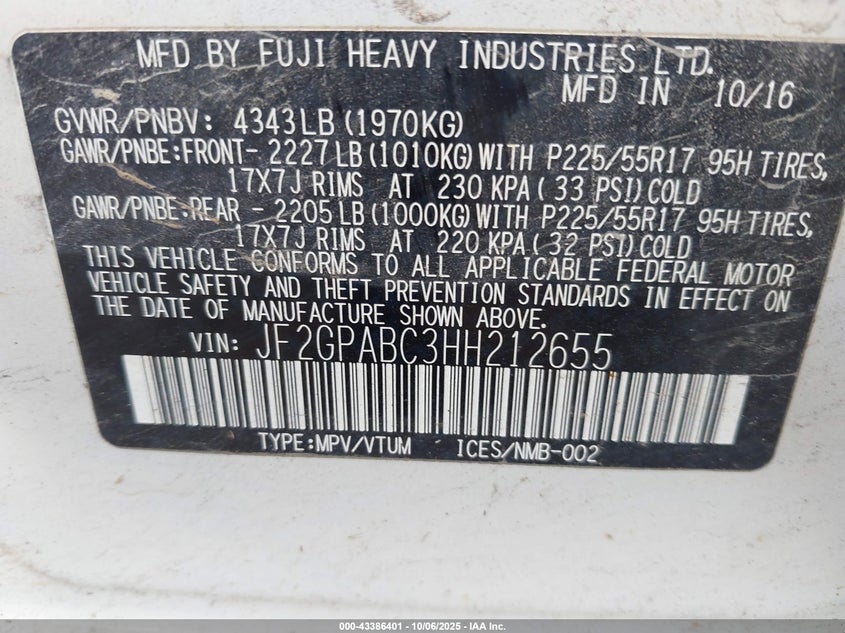 MFD BY FUJI HEAVY INDUSTRIES LTD.
MFD IN 10/16
GVWR/PNBV: 4343LB (1970KG)
GAWR/PNBE:FRONT- 2227 LB (1010KG) WITH P225/55R17 95H TIRES,
17X7J RIMS AT 230 KPA ( 33 PSI) COLD
GAWR/PNBE:REAR - 2205 LB (1000KG) WITH P225/55R17 95H TIRES,
17X7J RIMS AT 220 KPA ( 32 PSI) COLD
THIS VEHICLE CONFORMS TO ALL APPLICABLE FEDERAL MOTOR
VEHICLE SAFETY AND THEFT PREVENTION STANDARDS IN EFFECT ON
THE DATE OF MANUFACTURE SHOWN ABOVE.
VIN: JF2GPABC3HH212655
TYPE:MPV/VTUM ICES/NMB-002
000-43386401 - 10/06/2025 - IAA Inc.